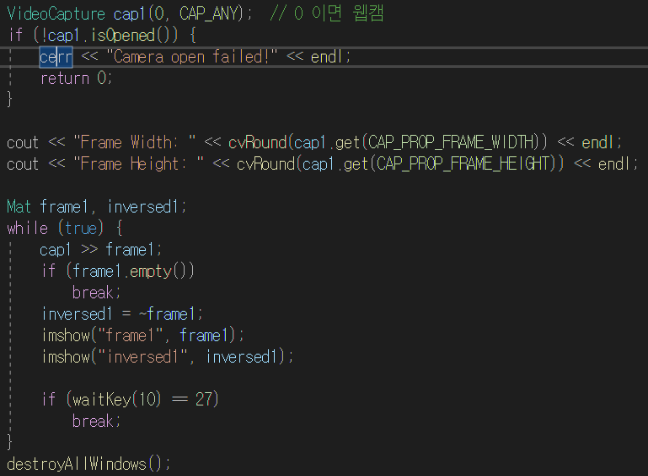 VideoCapture cap1(0, CAP_ANY);  // 0 이면 웹캠
if (!cap1.isOpened()) {
    cerr << "Camera open failed!" << endl;
    return 0;
}

cout << "Frame Width: " << cvRound(cap1.get(CAP_PROP_FRAME_WIDTH)) << endl;
cout << "Frame Height: " << cvRound(cap1.get(CAP_PROP_FRAME_HEIGHT)) << endl;

Mat frame1, inversed1;
while (true) {
    cap1 >> frame1;
    if (frame1.empty())
        break;
    inversed1 = ~frame1;
    imshow("frame1", frame1);
    imshow("inversed1", inversed1);

    if (waitKey(10) == 27)
        break;
}
destroyAllWindows();